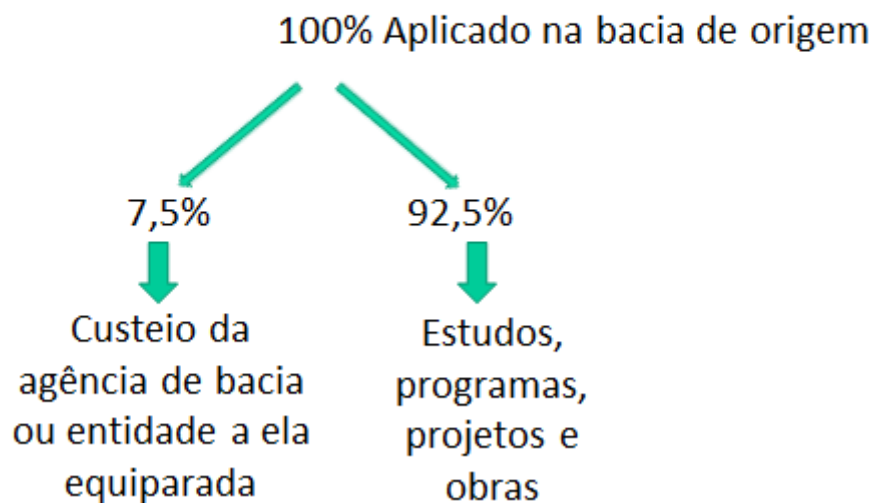 100% Aplicado na bacia de origem
7,5%
92,5%
Custeio da
agência de bacia
ou entidade a ela
equiparada
Estudos,
programas,
projetos e
obras